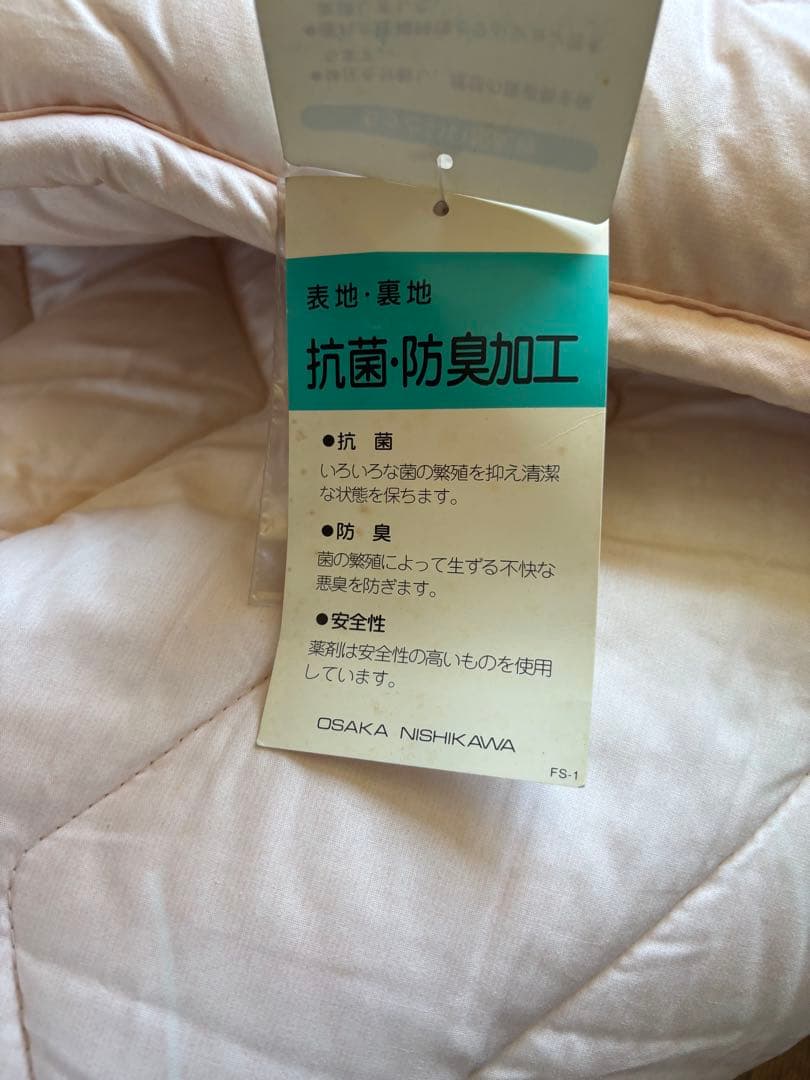 表地・裏地
抗菌・防臭加工
●抗 菌
いろいろな菌の繁殖を抑え清潔
な状態を保ちます。
●防 臭
菌の繁殖によって生ずる不快な
悪臭を防ぎます。
●安全性
薬剤は安全性の高いものを使用
しています。
OSAKA NISHIKAWA
FS-1